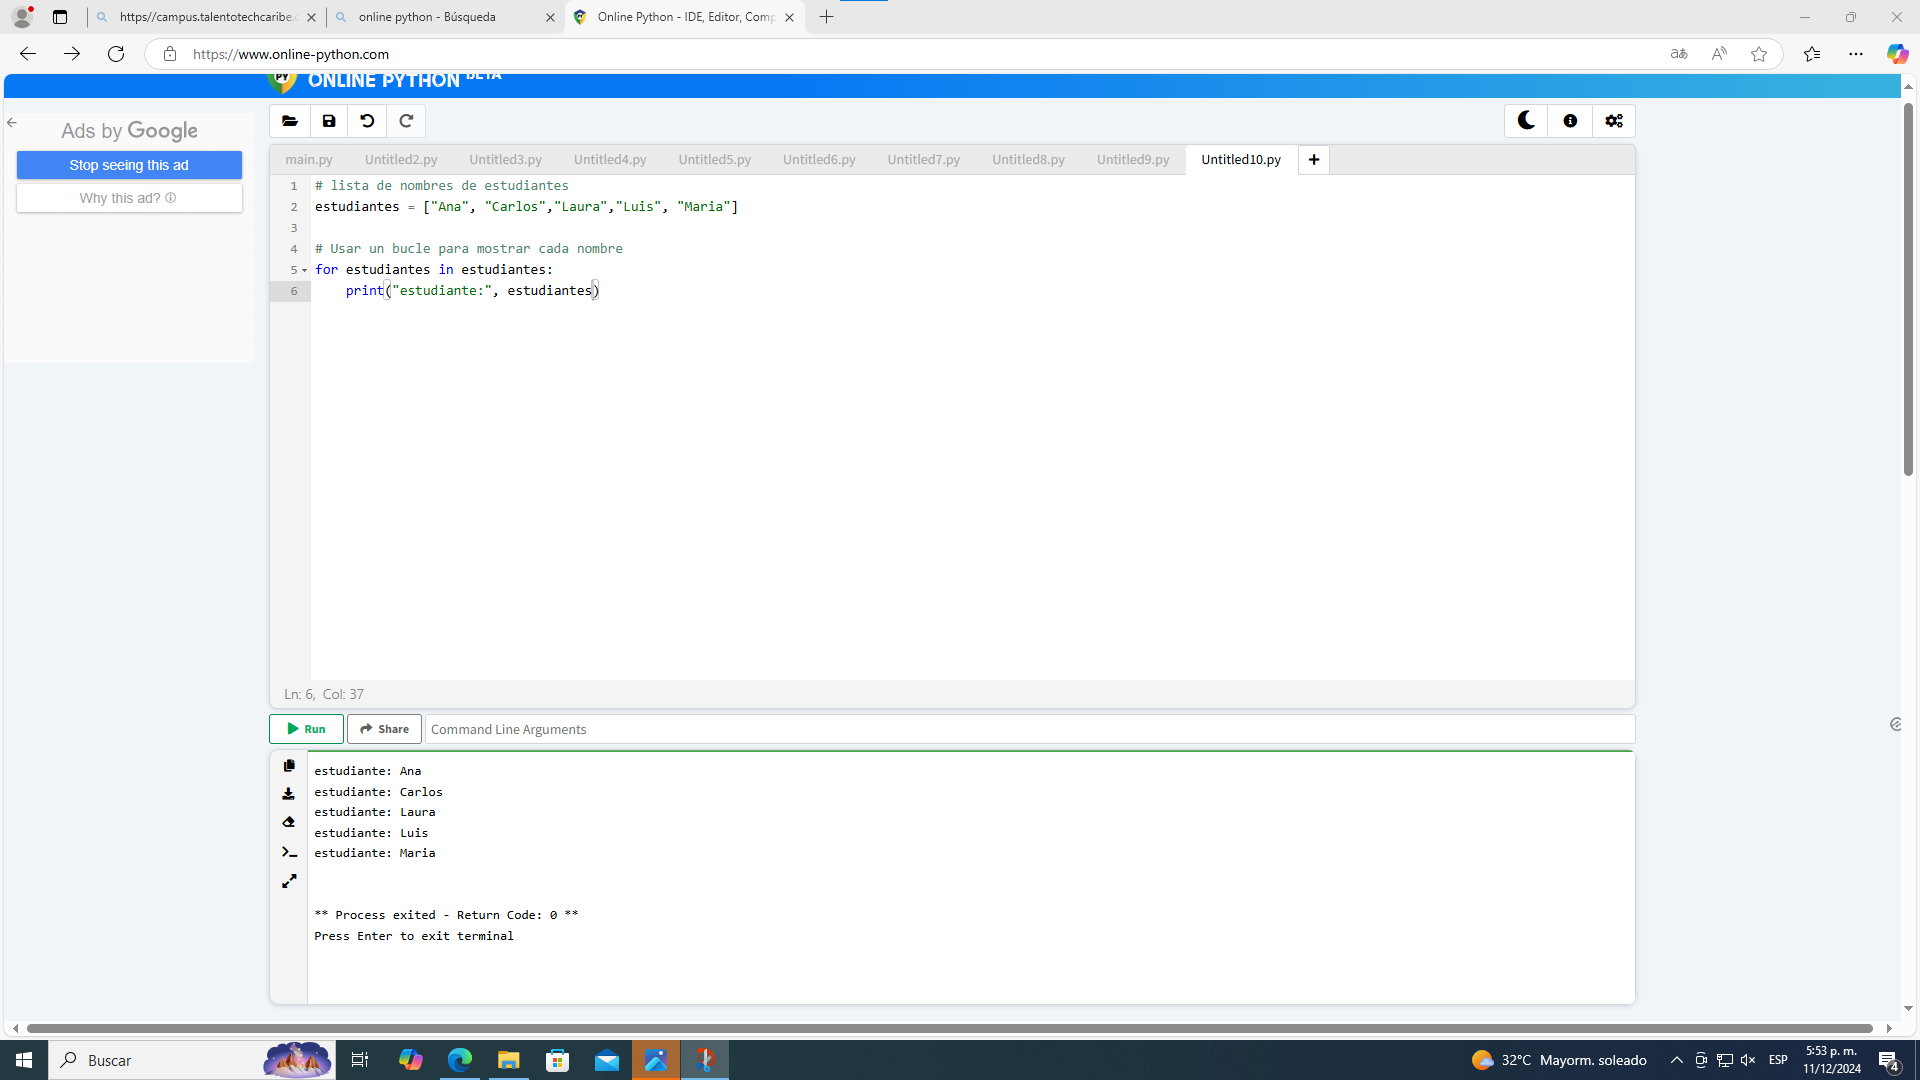 https//campus.talentotechcaribe.c
online python - Búsqueda
Online Python - IDE, Editor, Comp
https://www.online-python.com
ONLINE PYTHON BETA
Ads by Google
Stop seeing this ad
Why this ad?
main.py Untitled2.py Untitled3.py Untitled4.py Untitled5.py Untitled6.py Untitled7.py Untitled8.py Untitled9.py Untitled10.py +
1 # lista de nombres de estudiantes
2 estudiantes = ["Ana", "Carlos","Laura","Luis", "Maria"]
3
4 # Usar un bucle para mostrar cada nombre
5 for estudiantes in estudiantes:
6 print("estudiante:", estudiantes)
Ln: 6, Col: 37
Run Share Command Line Arguments
estudiante: Ana
estudiante: Carlos
estudiante: Laura
estudiante: Luis
estudiante: Maria
** Process exited - Return Code: 0 **
Press Enter to exit terminal
Buscar
32°C Mayorm. soleado
ESP
5:53 p. m.
11/12/2024
4